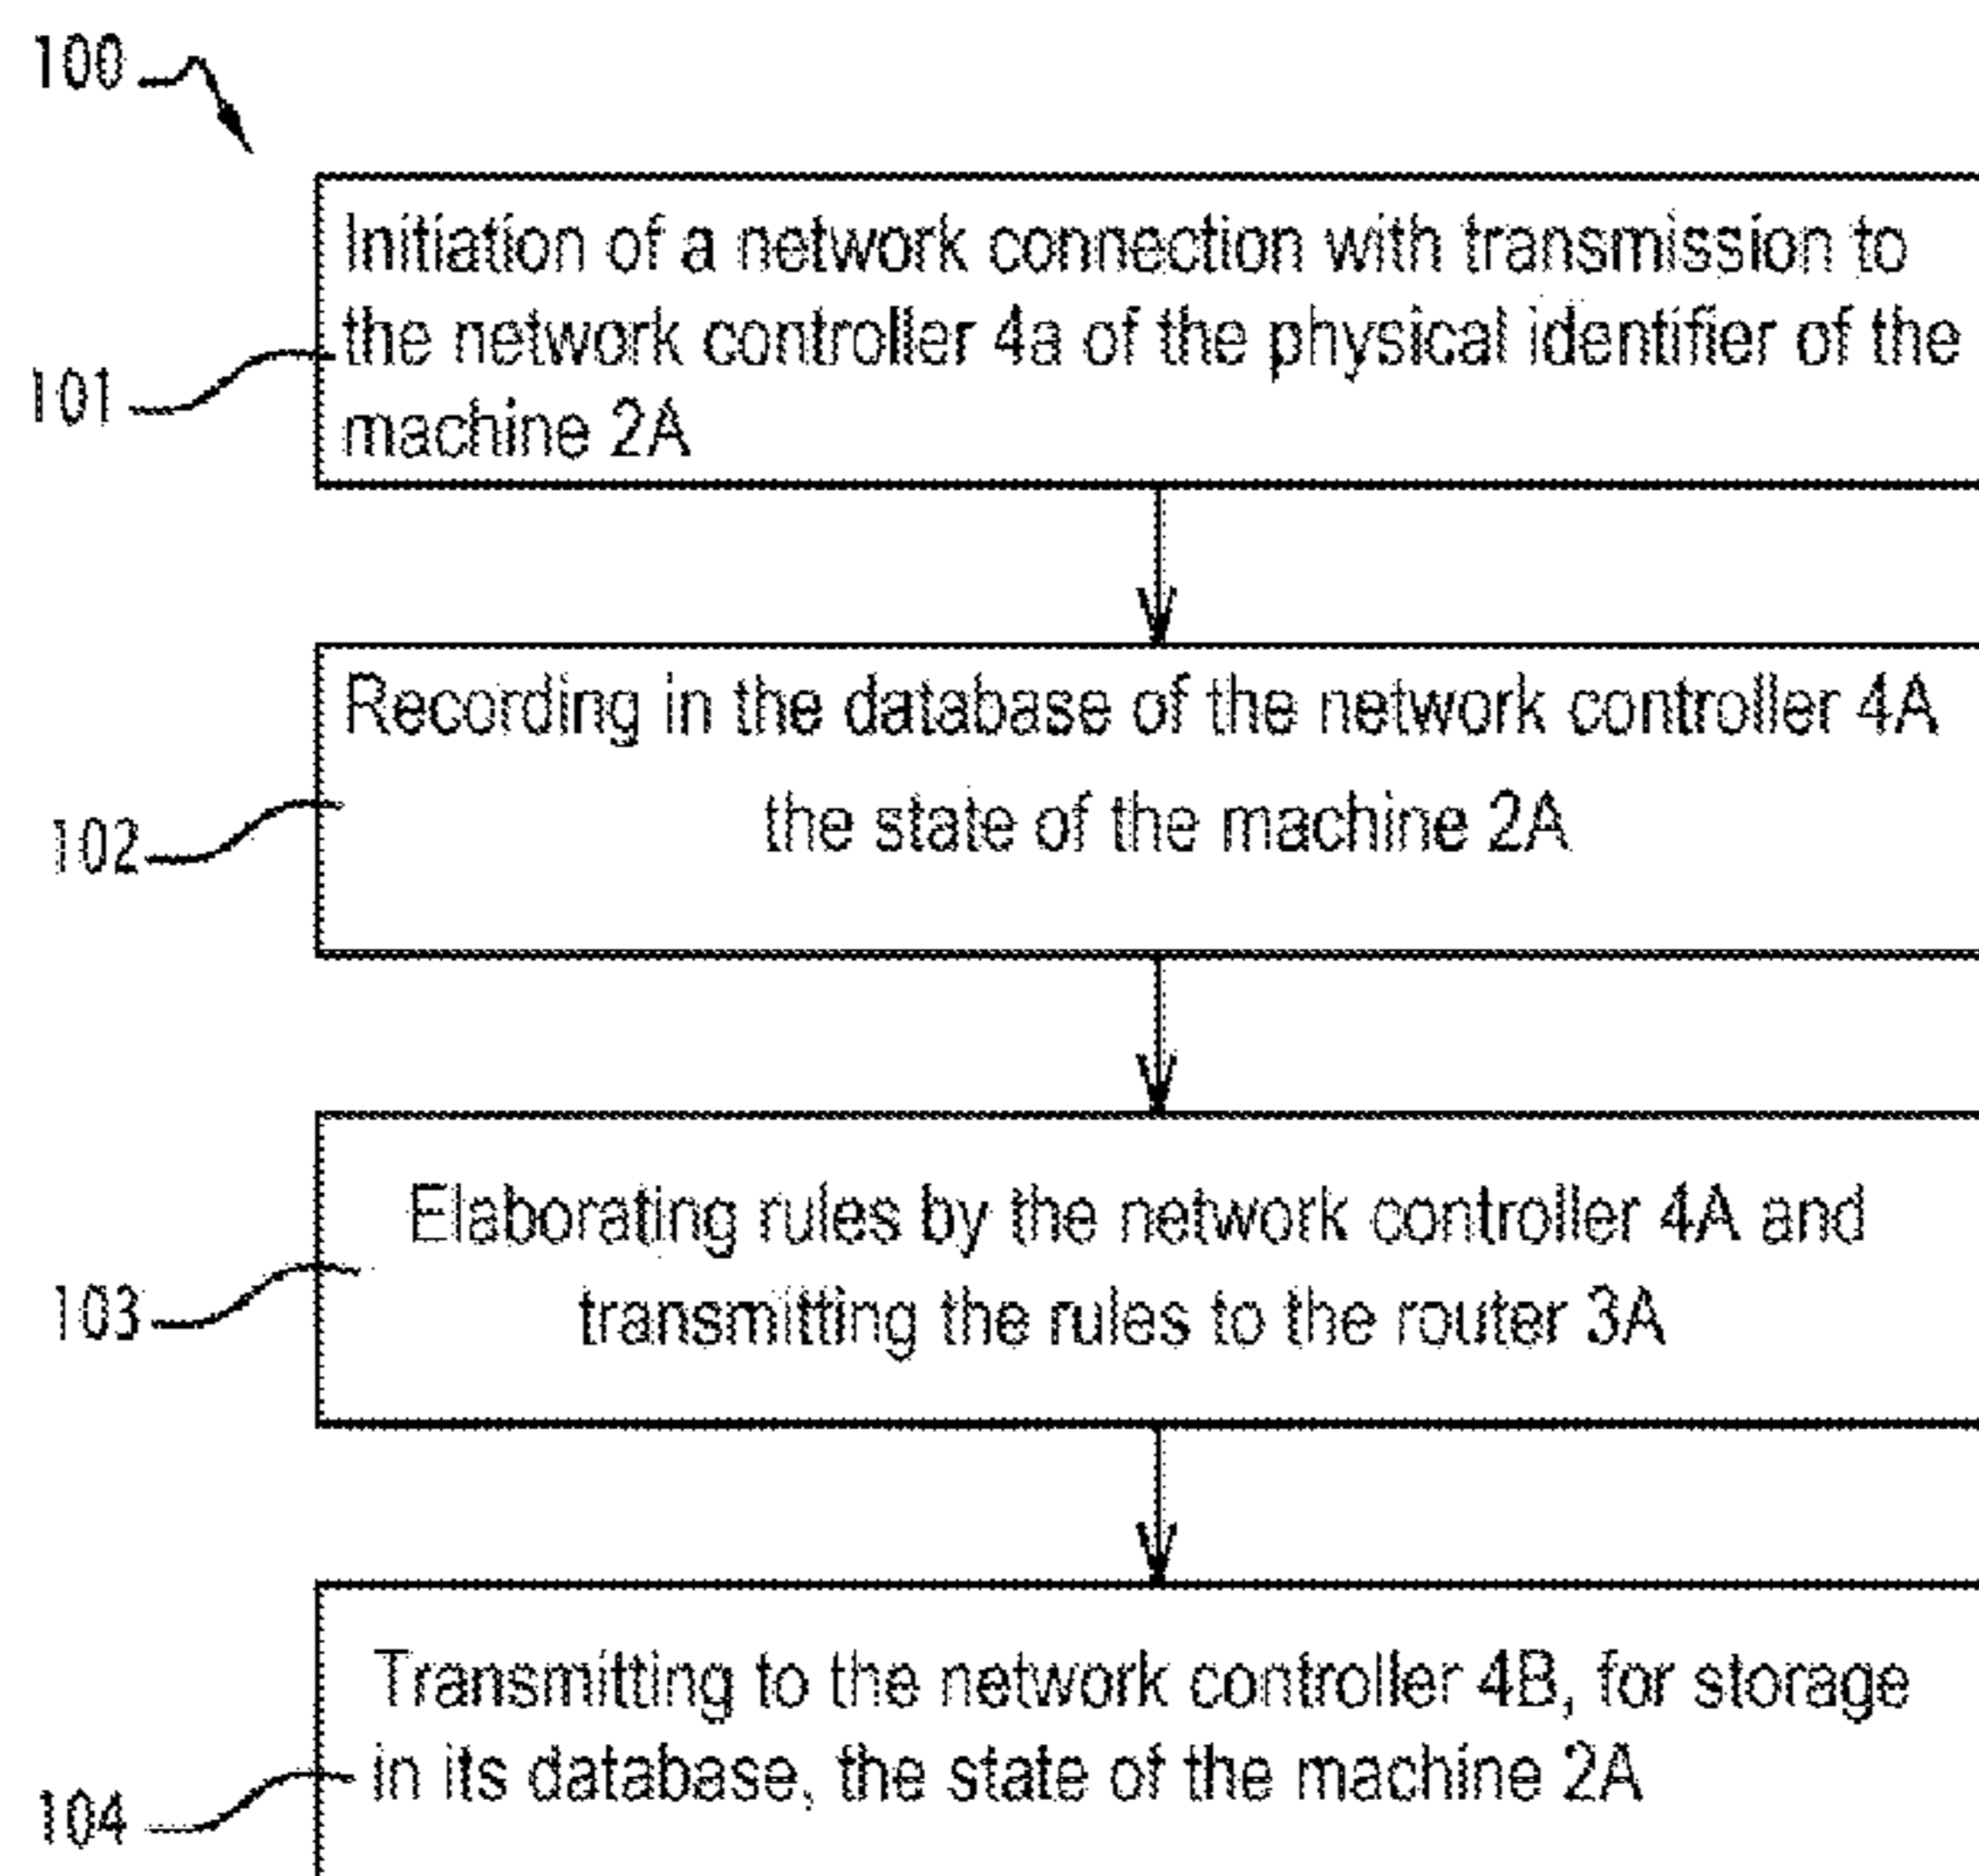 100
Initiation of a network connection with transmission to
the network controller 4a of the physical identifier of the
machine 2A
101
Recording in the database of the network controller 4A
the state of the machine 2A
102
Elaborating rules by the network controller 4A and
transmitting the rules to the router 3A
103
Transmitting to the network controller 4B, for storage
in its database, the state of the machine 2A
104